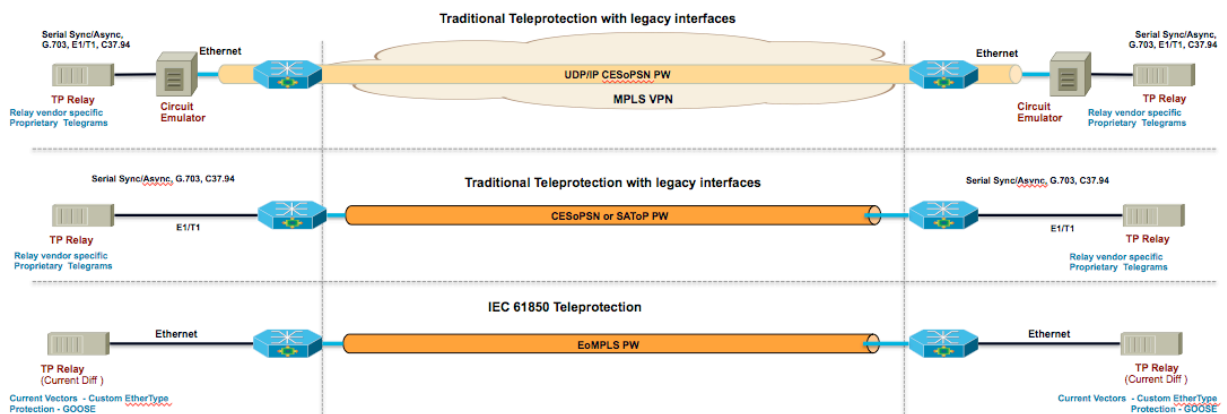 Traditional Teleprotection with legacy interfaces
Serial Sync/Async,
G.703, E1/T1, C37.94
Ethernet
TP Relay
Relay vendor specific
Proprietary Telegrams
Circuit
Emulator
UDP/IP CESoPSN PW
MPLS VPN
Ethernet
Serial Sync/Async,
G.703, E1/T1, C37.94
Circuit
Emulator
TP Relay
Relay vendor specific
Proprietary Telegrams
Traditional Teleprotection with legacy interfaces
Serial Sync/Async, G.703, C37.94
E1/T1
TP Relay
Relay vendor specific
Proprietary Telegrams
CESoPSN or SAToP PW
Serial Sync/Async, G.703, C37.94
E1/T1
TP Relay
Relay vendor specific
Proprietary Telegrams
IEC 61850 Teleprotection
Ethernet
TP Relay
(Current Diff )
Current Vectors - Custom EtherType
Protection - GOOSE
EoMPLS PW
Ethernet
TP Relay
(Current Diff )
Current Vectors - Custom EtherType
Protection - GOOSE